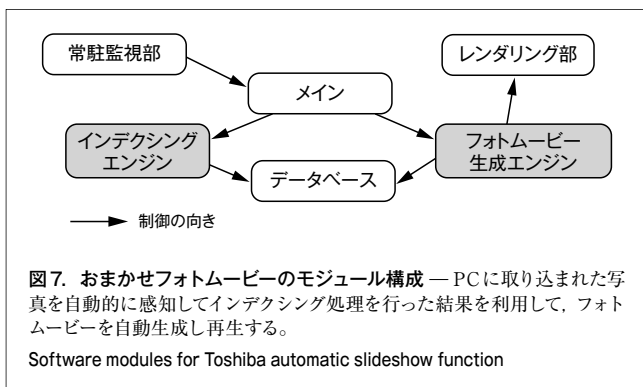 常駐監視部
レンダリング部
メイン
インデクシング
エンジン
フォトムービー
生成エンジン
データベース
制御の向き
図7. おまかせフォトムービーのモジュール構成 — PCに取り込まれた写
真を自動的に感知してインデクシング処理を行った結果を利用して，フォト
ムービーを自動生成し再生する。
Software modules for Toshiba automatic slideshow function